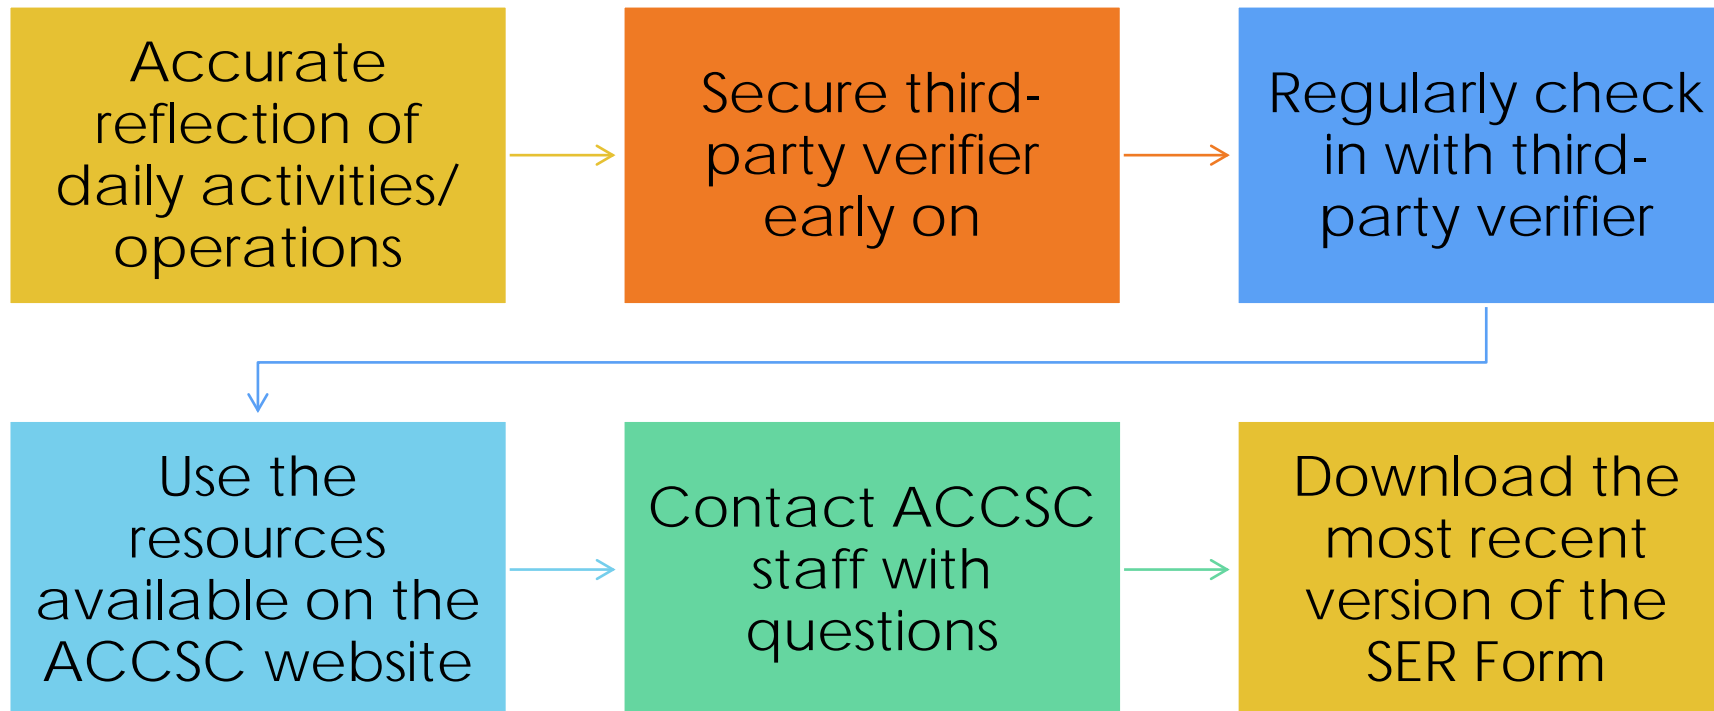 Accurate
reflection of
daily activities/
operations
Secure third-
party verifier
early on
Regularly check
in with third-
party verifier
Use the
resources
available on the
ACCSC website
Contact ACCSC
staff with
questions
Download the
most recent
version of the
SER Form